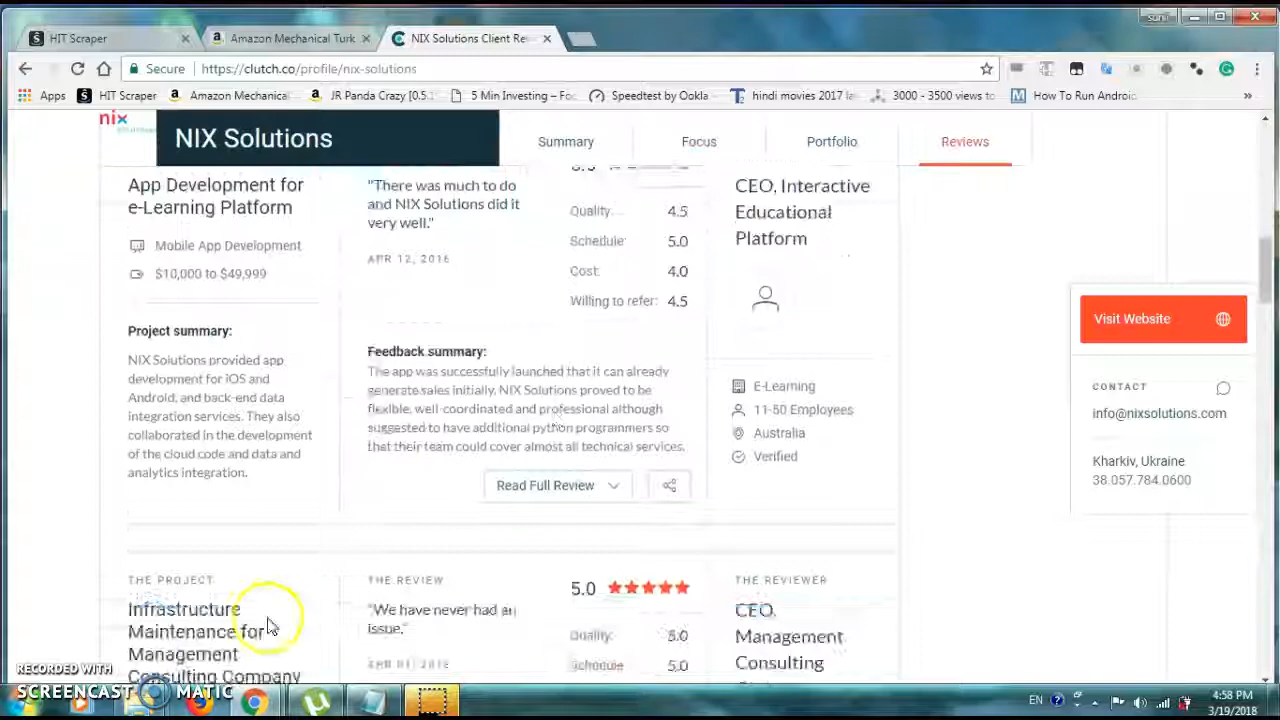 sunil
HIT Scraper
Amazon Mechanical Turk
NIX Solutions Client Re
Secure
https://clutch.co/profile/nix-solutions
Apps
HIT Scraper
Amazon Mechanical
JR Panda Crazy [0.5.1
5 Min Investing – Fo
Speedtest by Ookla
hindi movies 2017 la
3000 - 3500 views to
How To Run Android
»
nix
NIX Solutions
Summary
Focus
Portfolio
Reviews
App Development for
e-Learning Platform
Mobile App Development
$10,000 to $49,999
Project summary:
NIX Solutions provided app
development for iOS and
Android, and back-end data
integration services. They also
collaborated in the development
of the cloud code and data and
analytics integration.
"There was much to do
and NIX Solutions did it
very well."
APR 12, 2016
Quality: 4.5
Schedule: 5.0
Cost: 4.0
Willing to refer: 4.5
Feedback summary:
The app was successfully launched that it can already
generate sales initially. NIX Solutions proved to be
flexible, well-coordinated and professional although
suggested to have additional python programmers so
that their team could cover almost all technical services.
Read Full Review
CEO, Interactive
Educational
Platform
E-Learning
11-50 Employees
Australia
Verified
Visit Website
CONTACT
info@nixsolutions.com
Kharkiv, Ukraine
38.057.784.0600
THE PROJECT
Infrastructure
Maintenance for
Management
Consulting Company
THE REVIEW
"We have never had an
issue."
5.0
Quality: 5.0
Schedule 5.0
THE REVIEWER
CEO,
Management
Consulting
RECORDED WITH
SCREENCAST MATIC
EN
4:58 PM
3/19/2018